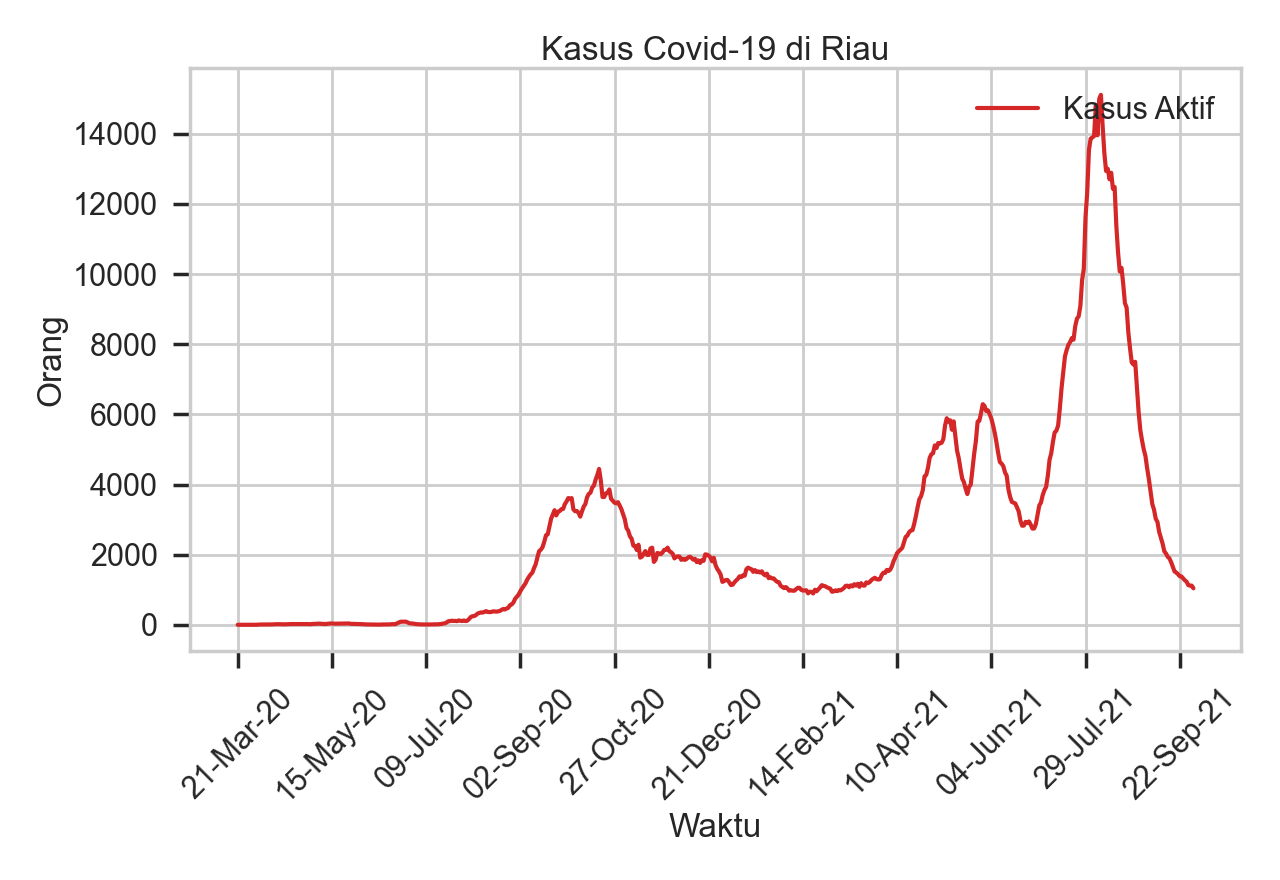 Kasus Covid-19 di Riau
Kasus Aktif
Orang
14000
12000
10000
8000
6000
4000
2000
0
21-Mar-20
15-May-20
09-Jul-20
02-Sep-20
27-Oct-20
21-Dec-20
14-Feb-21
10-Apr-21
04-Jun-21
29-Jul-21
22-Sep-21
Waktu